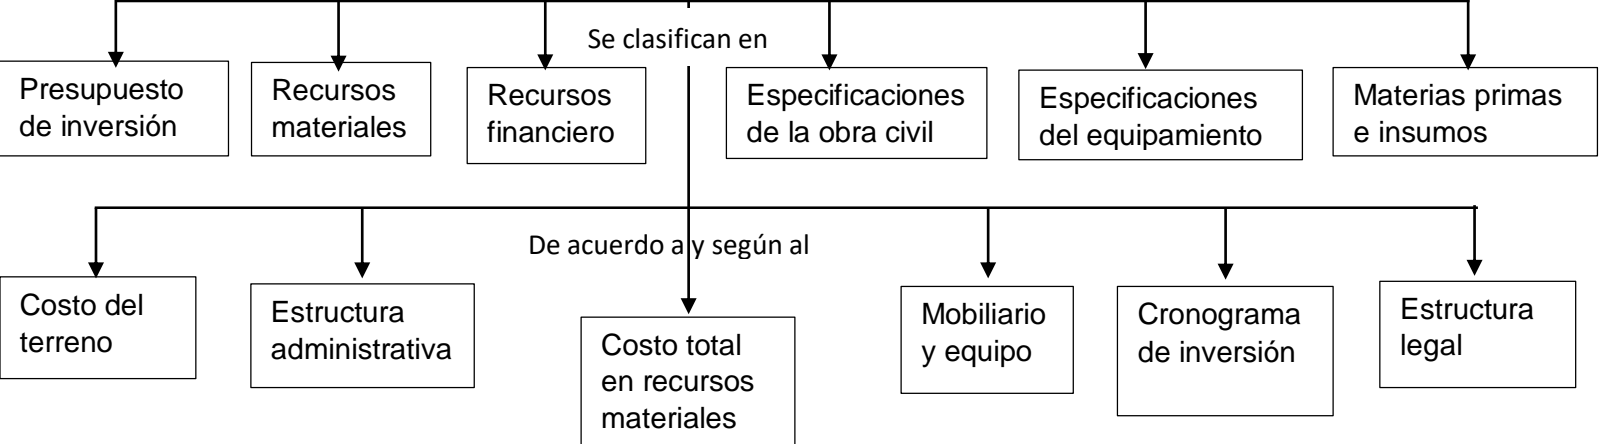 Se clasifican en
Presupuesto
de inversión
Recursos
materiales
Recursos
financiero
Especificaciones
de la obra civil
Especificaciones
del equipamiento
Materias primas
e insumos
De acuerdo a y según al
Costo del
terreno
Estructura
administrativa
Costo total
en recursos
materiales
Mobiliario
y equipo
Cronograma
de inversión
Estructura
legal